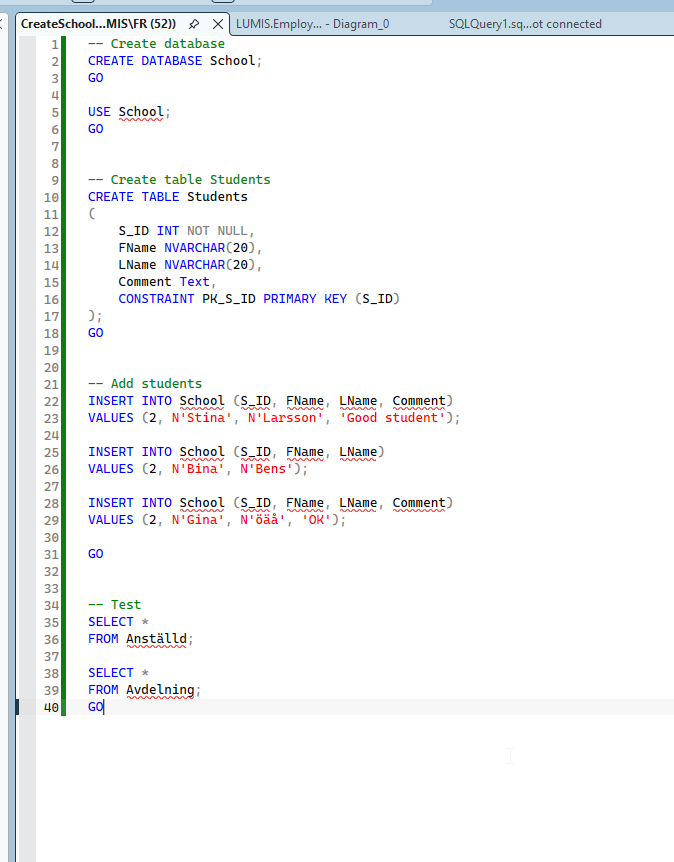 CreateSchool...MIS\FR (52))
LUMIS.Employ... - Diagram_0
SQLQuery1.sq...ot connected
1 -- Create database
2 CREATE DATABASE School;
3 GO
4
5 USE School;
6 GO
7
8
9 -- Create table Students
10 CREATE TABLE Students
11 (
12 S_ID INT NOT NULL,
13 FName NVARCHAR(20),
14 LName NVARCHAR(20),
15 Comment Text,
16 CONSTRAINT PK_S_ID PRIMARY KEY (S_ID)
17 );
18 GO
19
20
21 -- Add students
22 INSERT INTO School (S_ID, FName, LName, Comment)
23 VALUES (2, N'Stina', N'Larsson', 'Good student');
24
25 INSERT INTO School (S_ID, FName, LName)
26 VALUES (2, N'Bina', N'Bens');
27
28 INSERT INTO School (S_ID, FName, LName, Comment)
29 VALUES (2, N'Gina', N'öäå', 'OK');
30
31 GO
32
33
34 -- Test
35 SELECT *
36 FROM Anställd;
37
38 SELECT *
39 FROM Avdelning;
40 GO